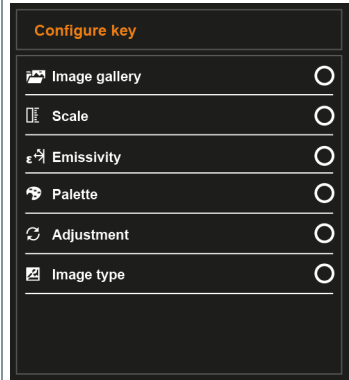 Configure key
Image gallery
Scale
ε Emissivity
Palette
Adjustment
Image type